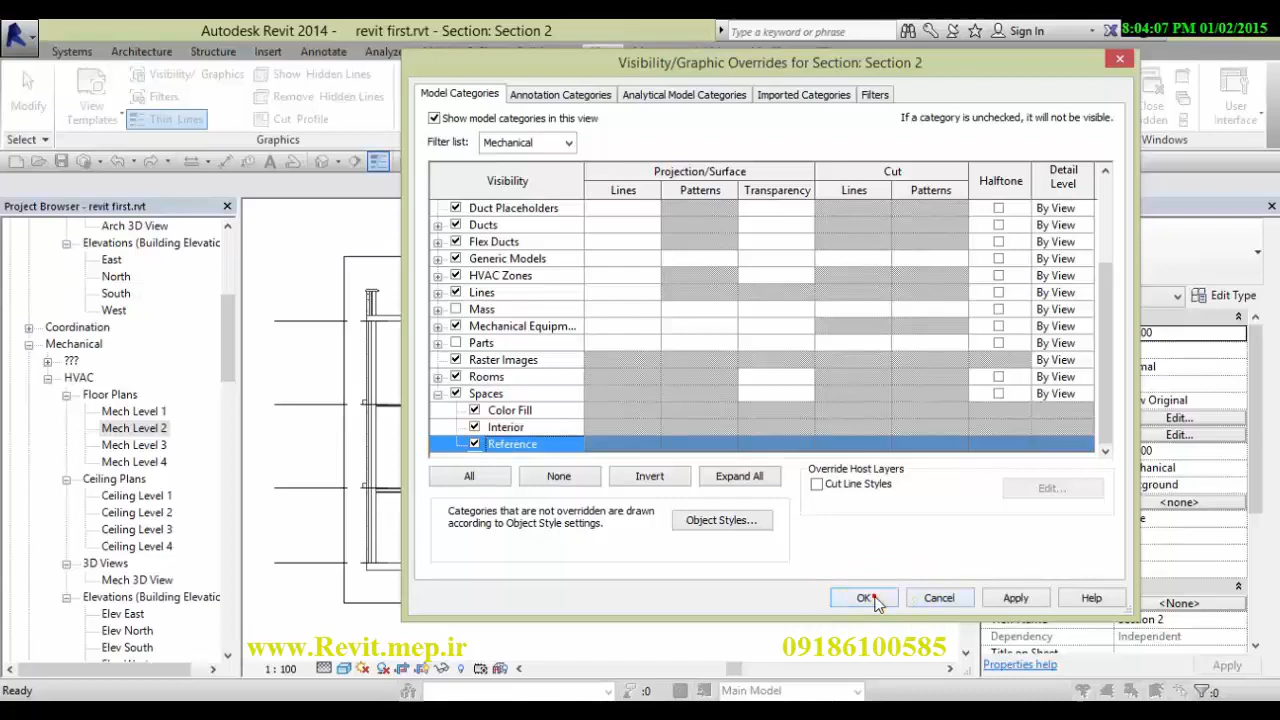 Autodesk Revit 2014 - revit first.rvt - Section: Section 2
Type a keyword or phrase
Sign In
8:04:07 PM 01/02/2015
Systems Architecture Structure Insert Annotate Analyze
Modify
View
Templates
Visibility/ Graphics
Filters
Thin Lines
Show Hidden Lines
Remove Hidden Lines
Cut Profile
Select
Graphics
Close
User
Interface
Windows
Project Browser - revit first.rvt
Arch 3D View
Elevations (Building Elevatic
East
North
South
West
Coordination
Mechanical
???
HVAC
Floor Plans
Mech Level 1
Mech Level 2
Mech Level 3
Mech Level 4
Ceiling Plans
Ceiling Level 1
Ceiling Level 2
Ceiling Level 3
Ceiling Level 4
3D Views
Mech 3D View
Elevations (Building Elevatic
Elev East
Elev North
Elev South
Visibility/Graphic Overrides for Section: Section 2
Model Categories Annotation Categories Analytical Model Categories Imported Categories Filters
Show model categories in this view
If a category is unchecked, it will not be visible.
Filter list: Mechanical
Visibility Projection/Surface Cut Halftone Detail Level
Lines Patterns Transparency Lines Patterns
Duct Placeholders By View
Ducts By View
Flex Ducts By View
Generic Models By View
HVAC Zones By View
Lines By View
Mass By View
Mechanical Equipm... By View
Parts By View
Raster Images By View
Rooms By View
Spaces By View
Color Fill
Interior
Reference
All None Invert Expand All
Override Host Layers
Cut Line Styles
Edit...
Categories that are not overridden are drawn
according to Object Style settings.
Object Styles...
OK Cancel Apply Help
Edit Type
Edit...
Edit...
<none>
<None>
Section 2
Dependency Independent
Properties help
Apply
www.Revit.mep.ir
09186100585
1 : 100
Ready
:0
Main Model
:0